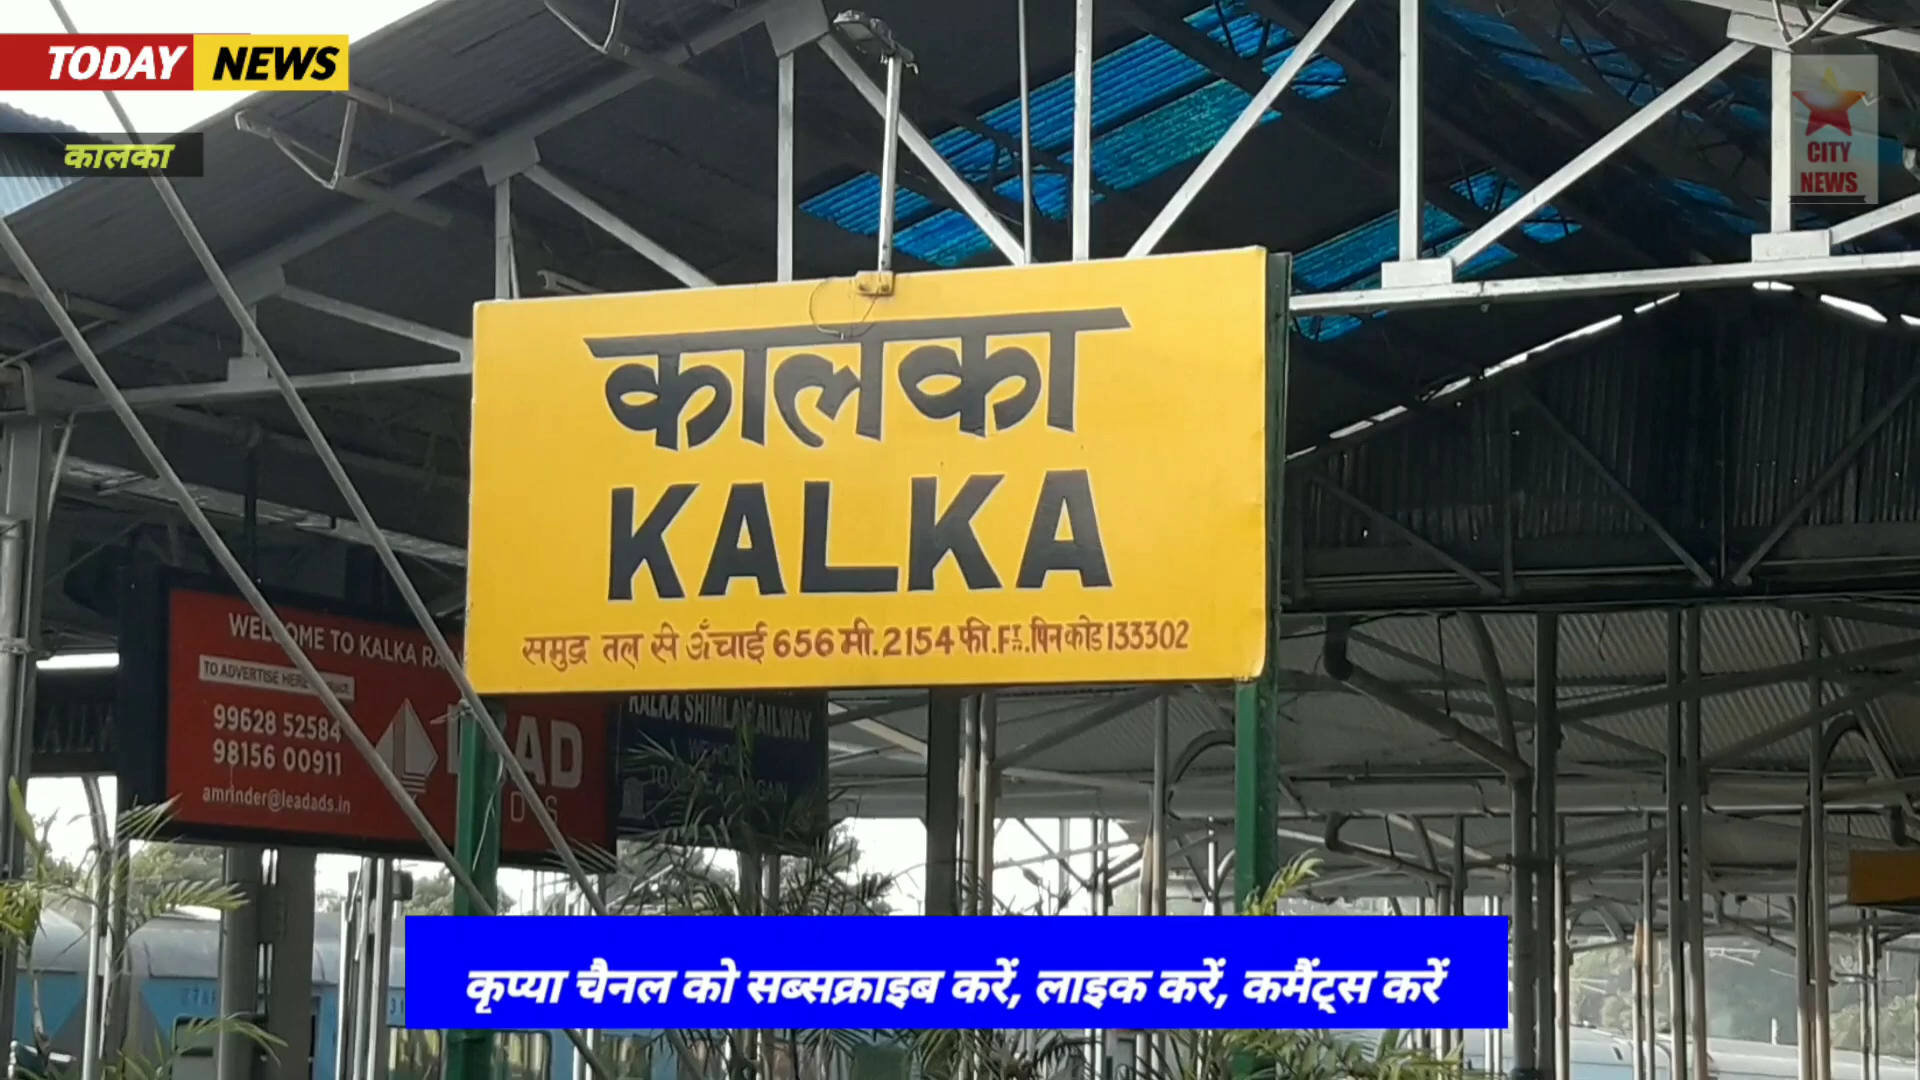 TODAY NEWS
कालका
CITY
NEWS
कालका
KALKA
समुद्र तल से ऊँचाई 656 मी. 2154 फी. FT. पिन कोड 133302
WELCOME TO KALKA
TO ADVERTISE HERE
99628 52584
98156 00911
amrinder@leadads.in
KALKA SHIMLA RAILWAY
कृप्या चैनल को सब्सक्राइब करें, लाइक करें, कमैंट्स करें